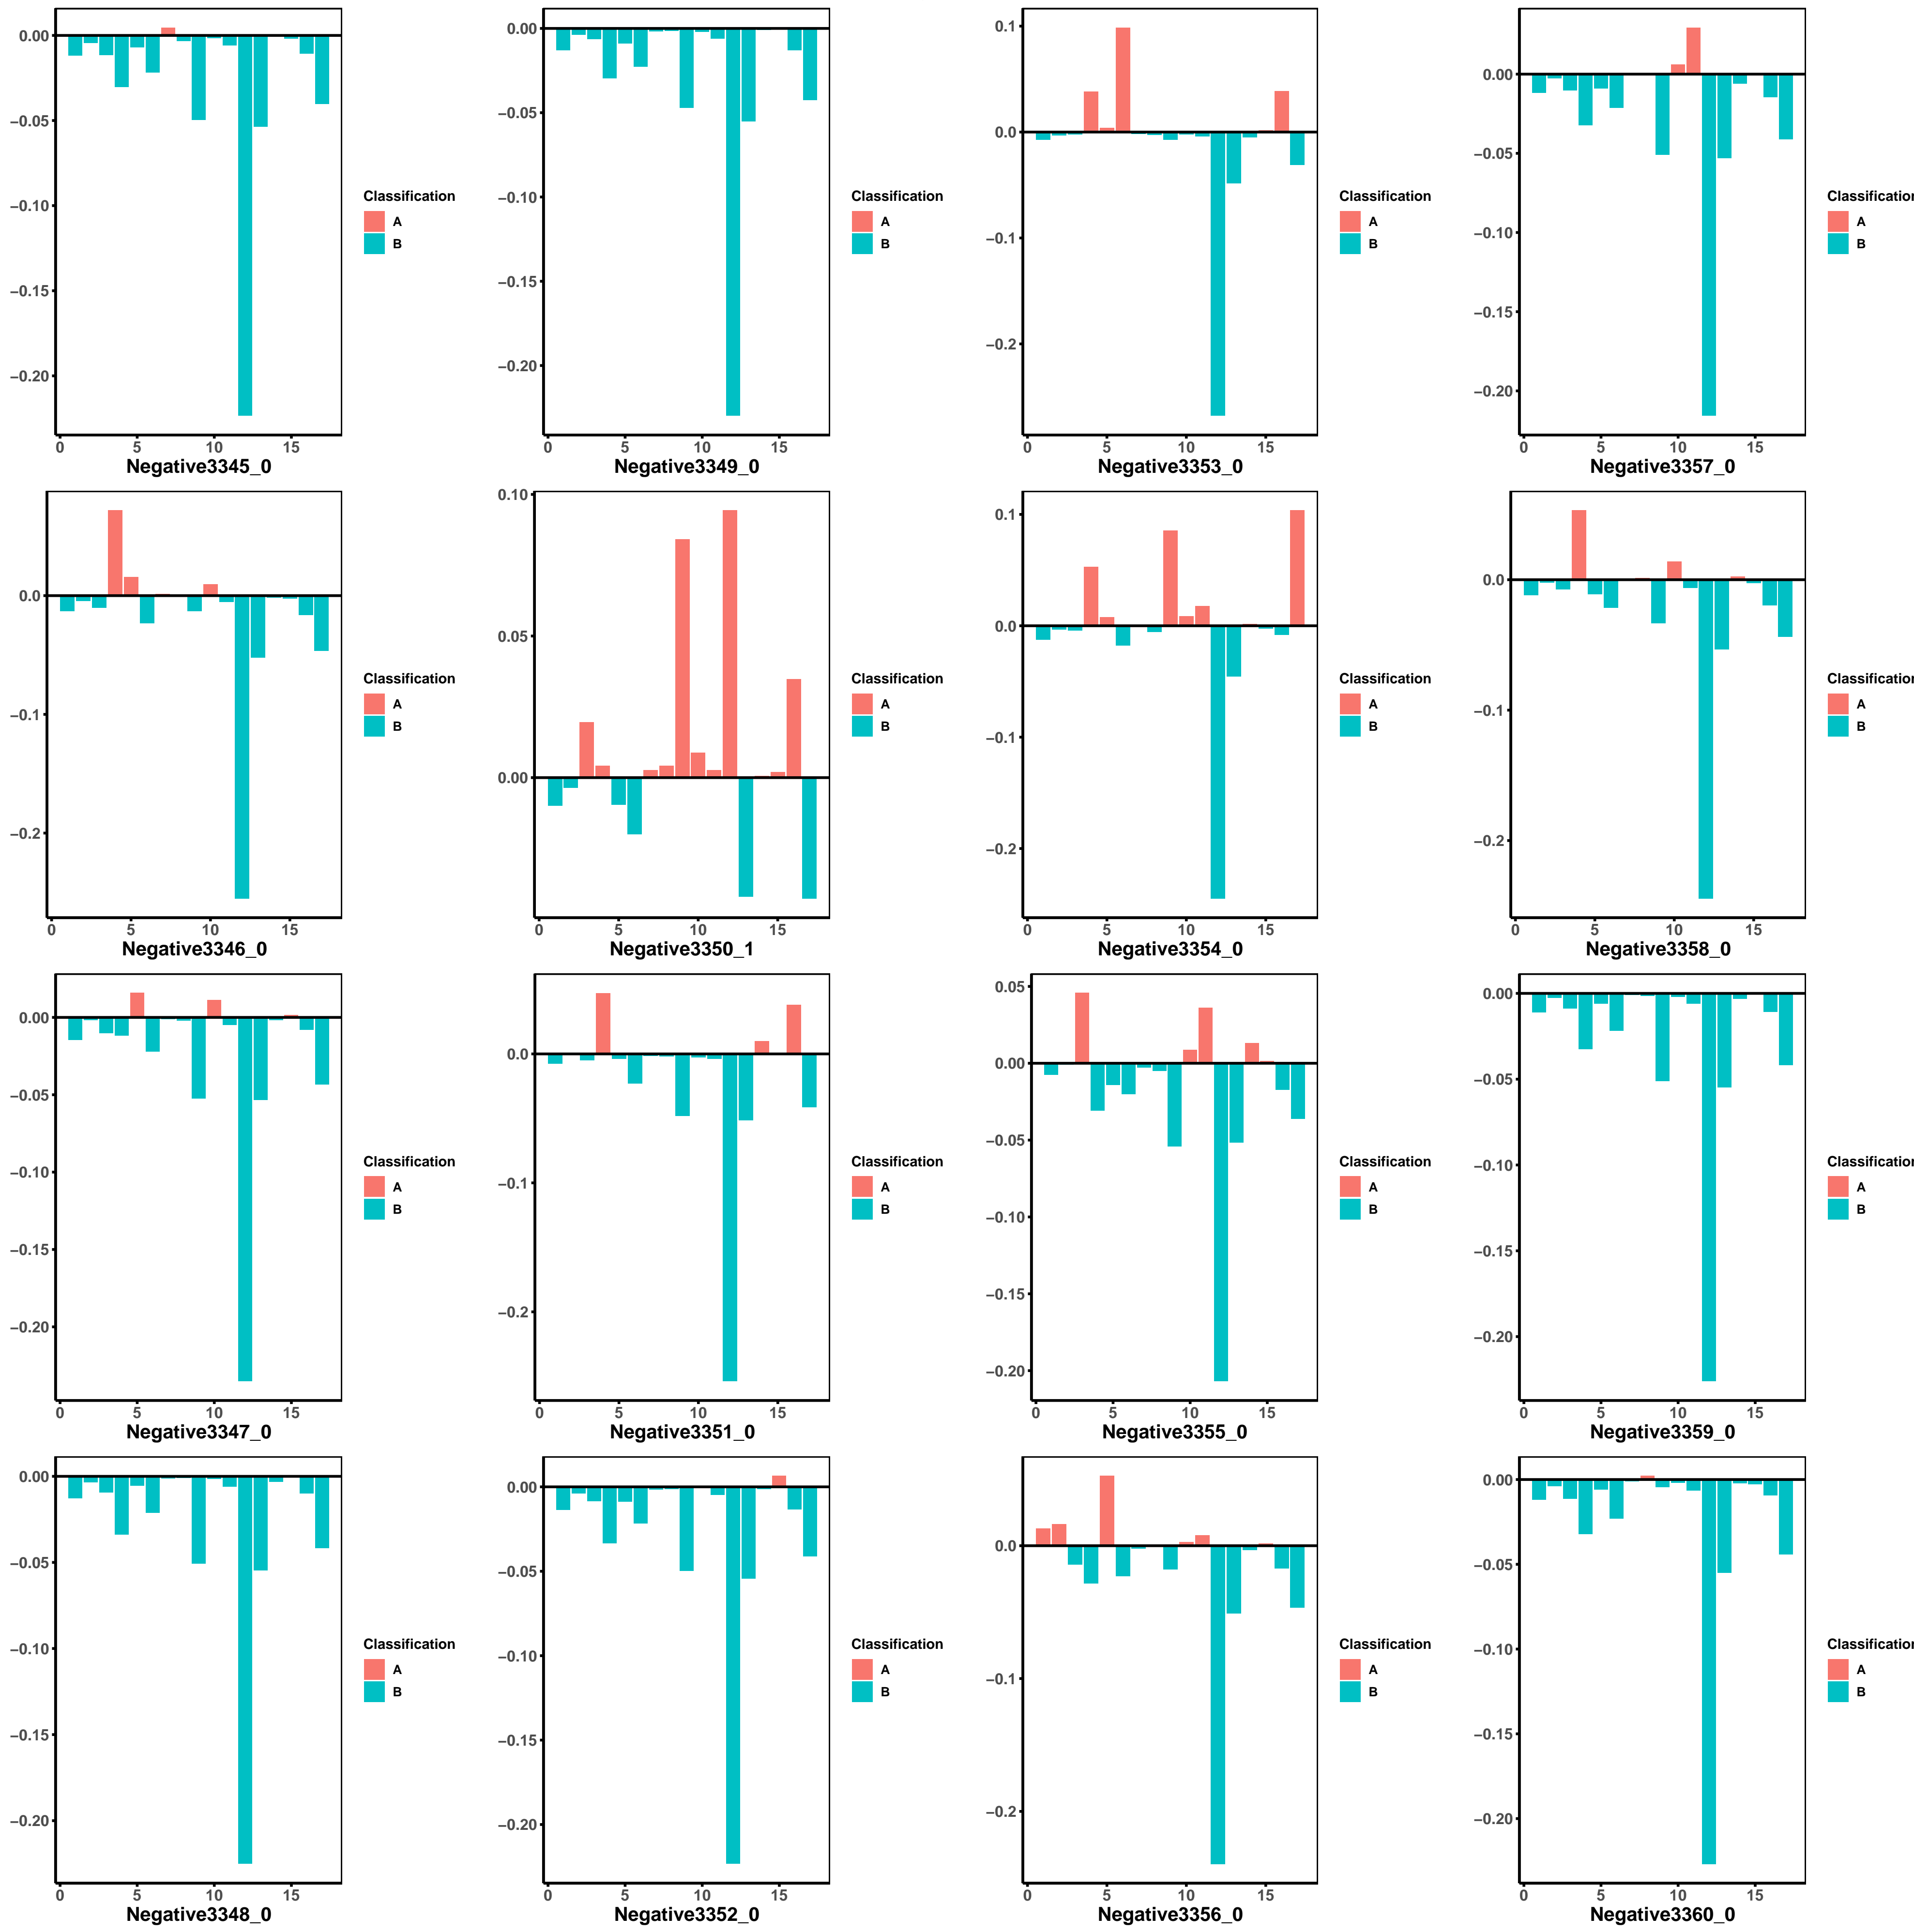 0.00
−0.05
−0.10
−0.15
−0.20
0 5 10 15
Negative3345_0
Classification
A
B
0.00
−0.05
−0.10
−0.15
−0.20
0 5 10 15
Negative3349_0
Classification
A
B
0.1
0.0
−0.1
−0.2
0 5 10 15
Negative3353_0
Classification
A
B
0.00
−0.05
−0.10
−0.15
−0.20
0 5 10 15
Negative3357_0
Classification
A
B
0.0
−0.1
−0.2
0 5 10 15
Negative3346_0
Classification
A
B
0.10
0.05
0.00
0 5 10 15
Negative3350_1
Classification
A
B
0.1
0.0
−0.1
−0.2
0 5 10 15
Negative3354_0
Classification
A
B
0.0
−0.1
−0.2
0 5 10 15
Negative3358_0
Classification
A
B
0.00
−0.05
−0.10
−0.15
−0.20
0 5 10 15
Negative3347_0
Classification
A
B
0.0
−0.1
−0.2
0 5 10 15
Negative3351_0
Classification
A
B
0.05
0.00
−0.05
−0.10
−0.15
−0.20
0 5 10 15
Negative3355_0
Classification
A
B
0.00
−0.05
−0.10
−0.15
−0.20
0 5 10 15
Negative3359_0
Classification
A
B
0.00
−0.05
−0.10
−0.15
−0.20
0 5 10 15
Negative3348_0
Classification
A
B
0.00
−0.05
−0.10
−0.15
−0.20
0 5 10 15
Negative3352_0
Classification
A
B
0.0
−0.1
−0.2
0 5 10 15
Negative3356_0
Classification
A
B
0.00
−0.05
−0.10
−0.15
−0.20
0 5 10 15
Negative3360_0
Classification
A
B